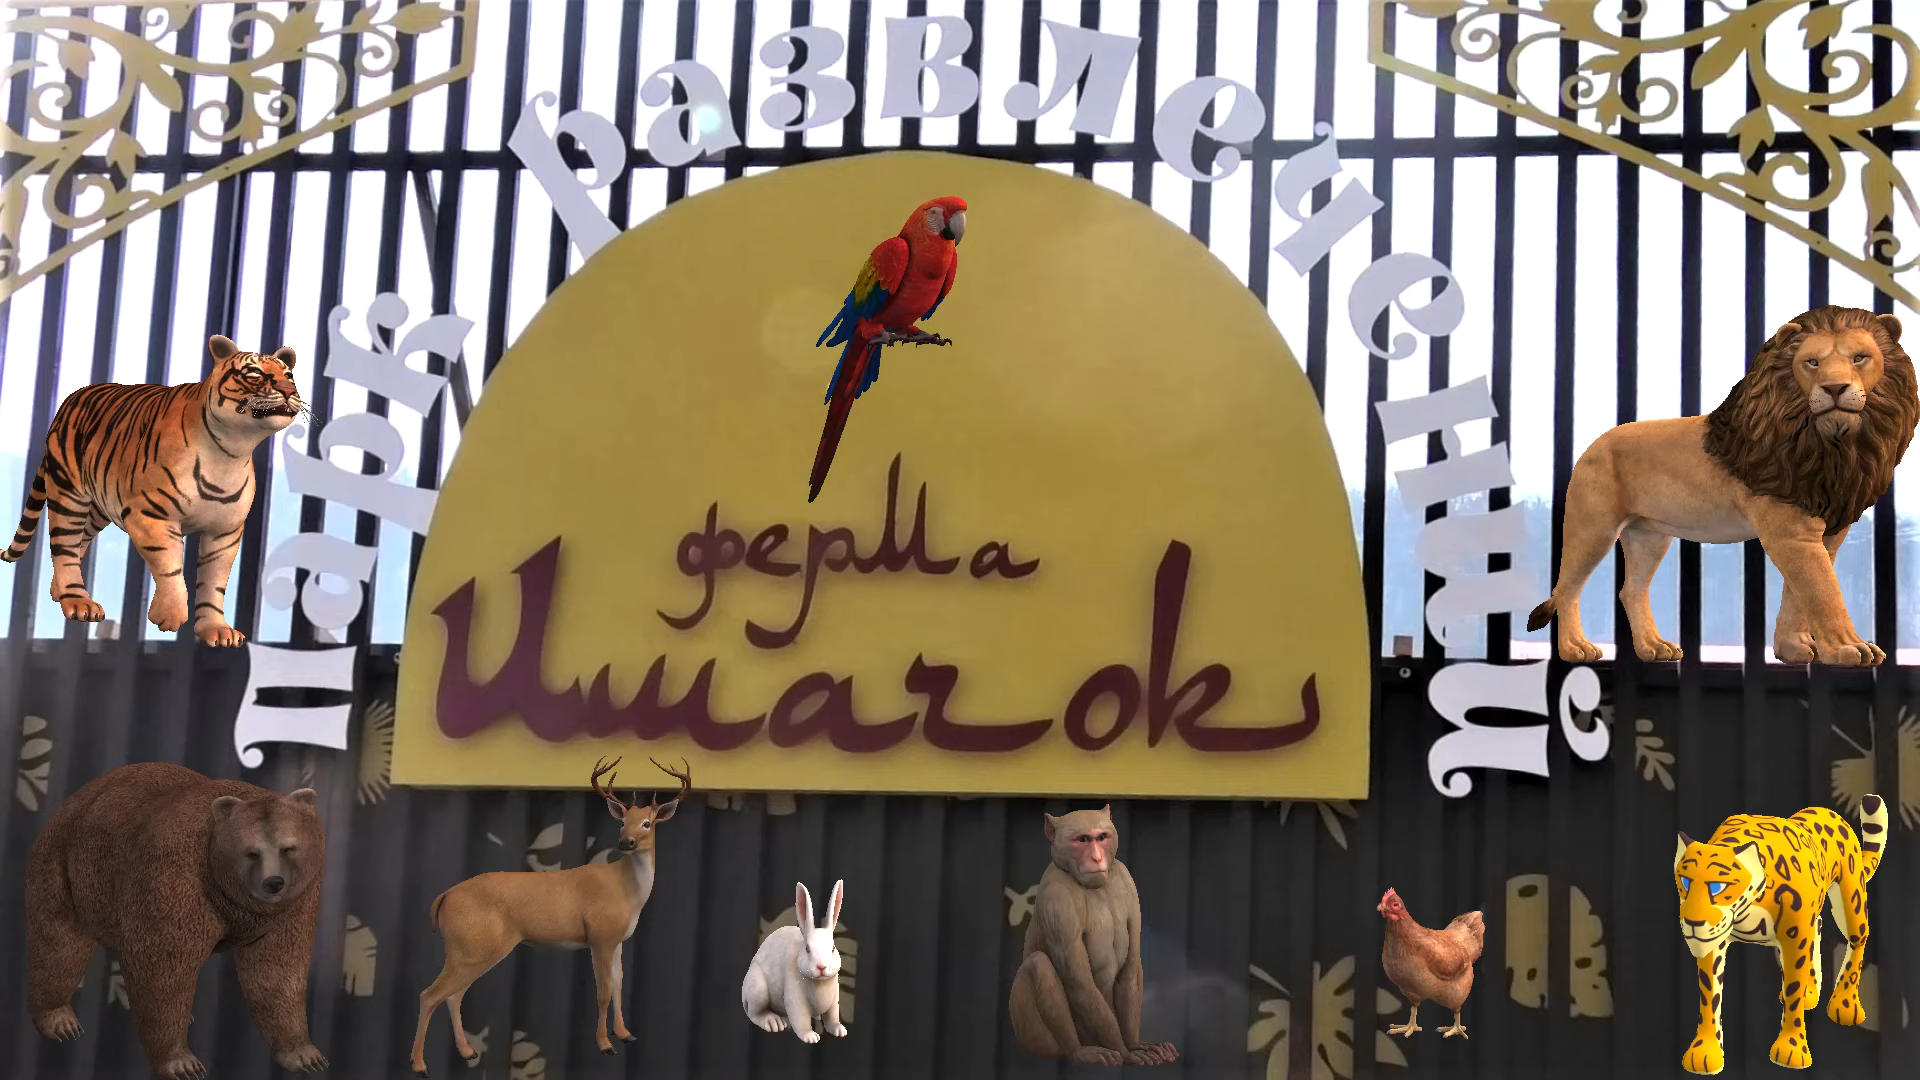 парк развлечений
ферма
Ишачок